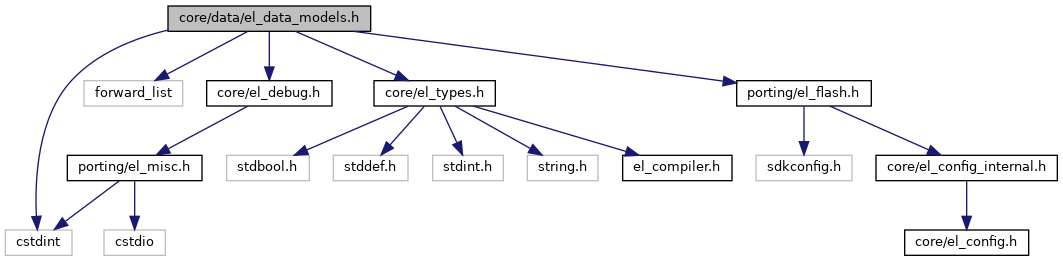 core/data/el_data_models.h
forward_list
core/el_debug.h
core/el_types.h
porting/el_flash.h
porting/el_misc.h
stdbool.h
stddef.h
stdint.h
string.h
el_compiler.h
sdkconfig.h
core/el_config_internal.h
cstdint
cstdio
core/el_config.h